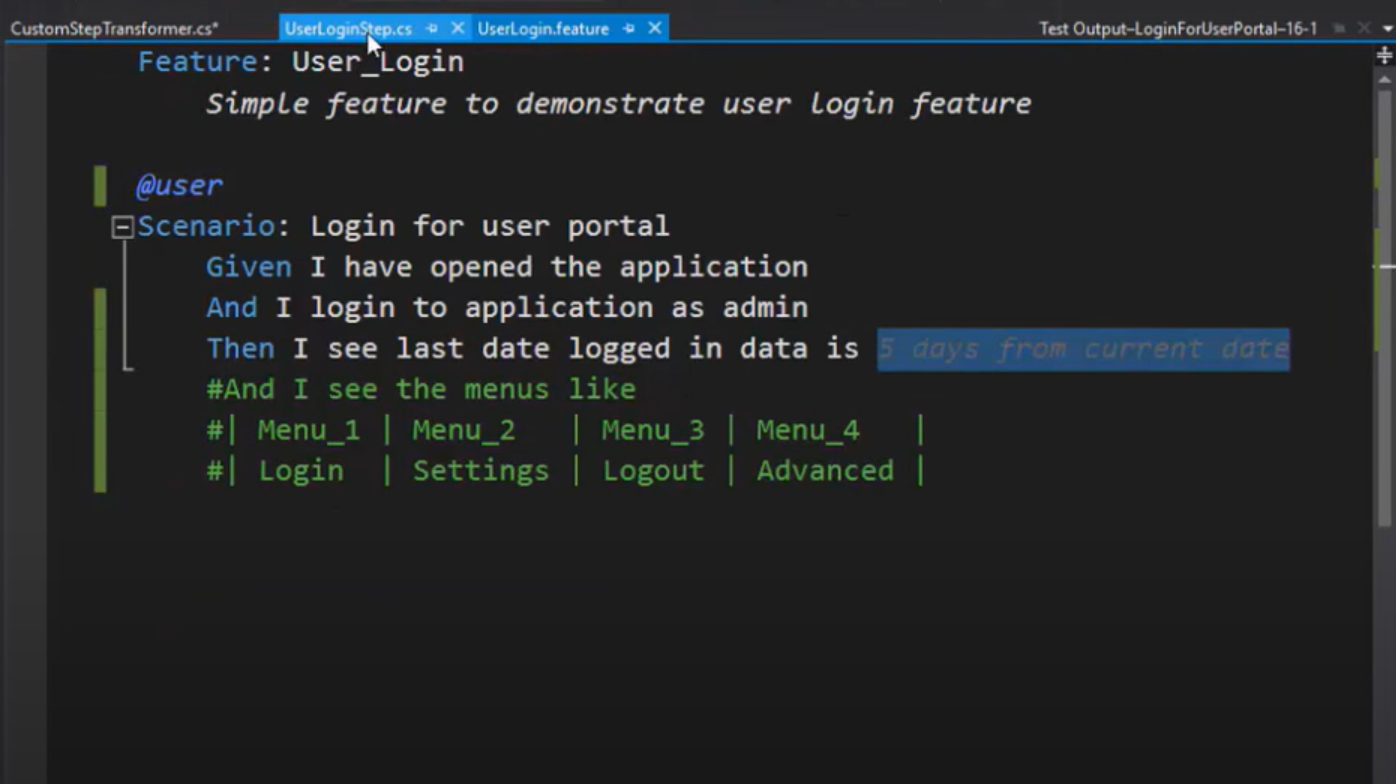 CustomStepTransformer.cs* UserLoginStep.cs UserLogin.feature Test Output–LoginForUserPortal–16-1
Feature: User_Login
Simple feature to demonstrate user login feature
@user
Scenario: Login for user portal
Given I have opened the application
And I login to application as admin
Then I see last date logged in data is 5 days from current date
#And I see the menus like
#| Menu_1 | Menu_2 | Menu_3 | Menu_4 |
#| Login | Settings | Logout | Advanced |